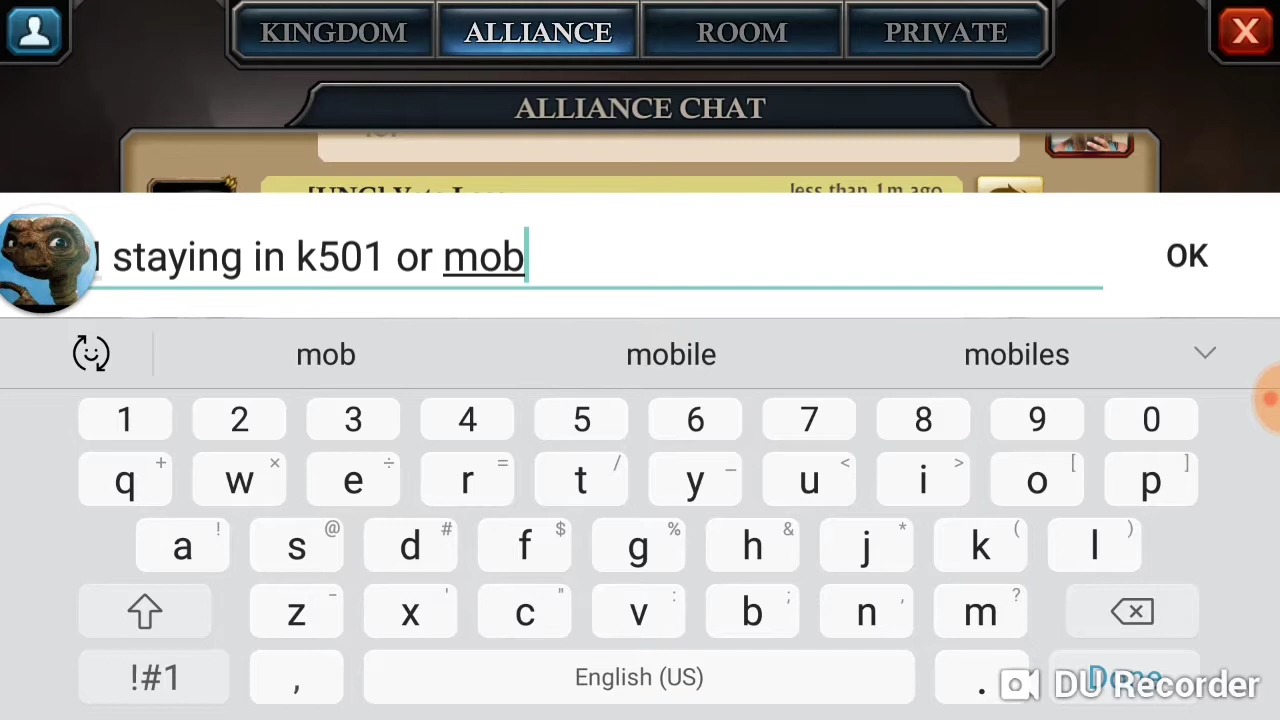 KINGDOM
ALLIANCE
ROOM
PRIVATE
X
ALLIANCE CHAT
less than 1m ago
staying in k501 or mob
OK
mob
mobile
mobiles
1 2 3 4 5 6 7 8 9 0
q + w × e ÷ r = t / y _ u < i > o [ p ]
a ! s @ d # f $ g % h & j * k ( l )
z - x ' c " v : b ; n , m ?
!#1 , English (US) . Done
DU Recorder